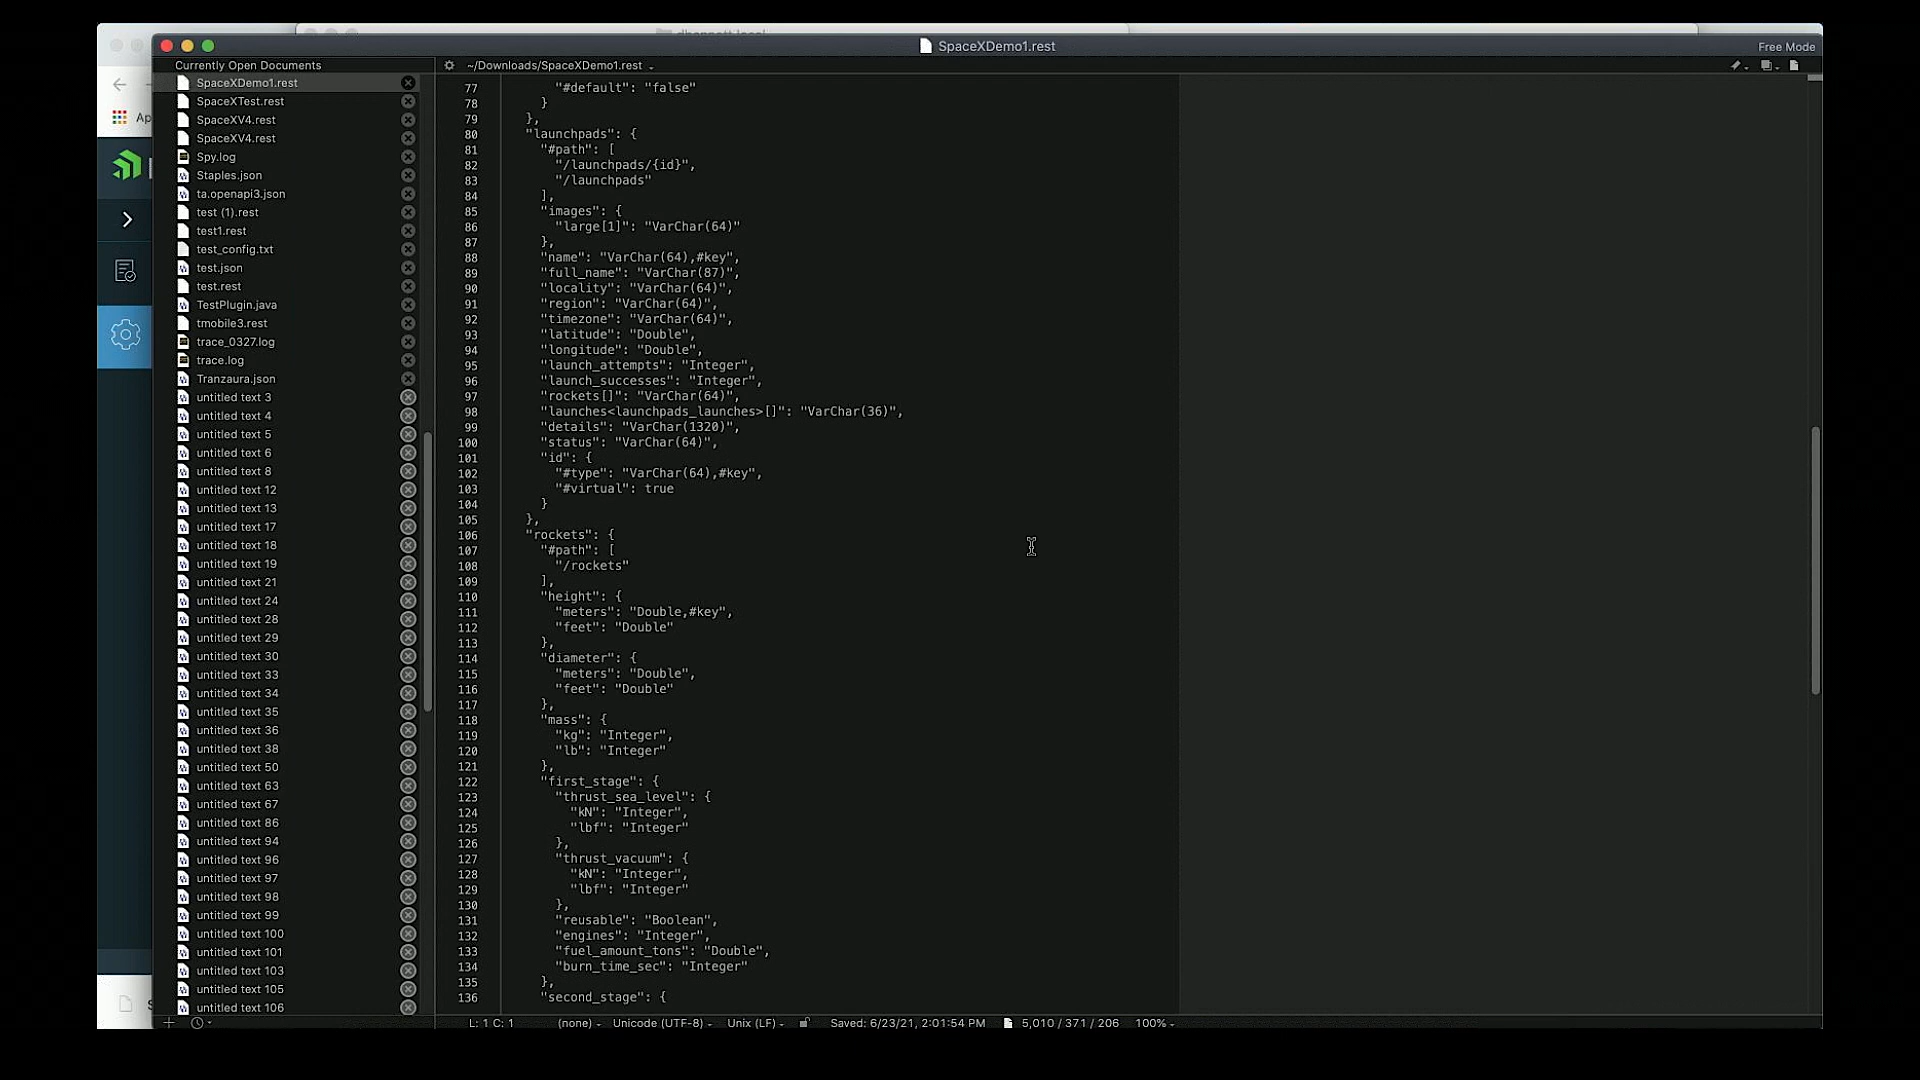 SpaceXDemo1.rest
Free Mode
Currently Open Documents
~/Downloads/SpaceXDemo1.rest
SpaceXDemo1.rest
SpaceXTest.rest
SpaceXV4.rest
SpaceXV4.rest
Spy.log
Staples.json
ta.openapi3.json
test (1).rest
test1.rest
test_config.txt
test.json
test.rest
TestPlugin.java
tmobile3.rest
trace_0327.log
trace.log
Tranzaura.json
untitled text 3
untitled text 4
untitled text 5
untitled text 6
untitled text 8
untitled text 12
untitled text 13
untitled text 17
untitled text 18
untitled text 19
untitled text 21
untitled text 24
untitled text 28
untitled text 29
untitled text 30
untitled text 33
untitled text 34
untitled text 35
untitled text 36
untitled text 38
untitled text 50
untitled text 63
untitled text 67
untitled text 86
untitled text 94
untitled text 96
untitled text 97
untitled text 98
untitled text 99
untitled text 100
untitled text 101
untitled text 103
untitled text 105
untitled text 106
77 "#default": "false"
78 }
79 },
80 "launchpads": {
81 "#path": [
82 "/launchpads/{id}",
83 "/launchpads"
84 ],
85 "images": {
86 "large[1]": "VarChar(64)"
87 },
88 "name": "VarChar(64),#key",
89 "full_name": "VarChar(87)",
90 "locality": "VarChar(64)",
91 "region": "VarChar(64)",
92 "timezone": "VarChar(64)",
93 "latitude": "Double",
94 "longitude": "Double",
95 "launch_attempts": "Integer",
96 "launch_successes": "Integer",
97 "rockets[]": "VarChar(64)",
98 "launches<launchpads_launches>[]": "VarChar(36)",
99 "details": "VarChar(1320)",
100 "status": "VarChar(64)",
101 "id": {
102 "#type": "VarChar(64),#key",
103 "#virtual": true
104 }
105 },
106 "rockets": {
107 "#path": [
108 "/rockets"
109 ],
110 "height": {
111 "meters": "Double,#key",
112 "feet": "Double"
113 },
114 "diameter": {
115 "meters": "Double",
116 "feet": "Double"
117 },
118 "mass": {
119 "kg": "Integer",
120 "lb": "Integer"
121 },
122 "first_stage": {
123 "thrust_sea_level": {
124 "kN": "Integer",
125 "lbf": "Integer"
126 },
127 "thrust_vacuum": {
128 "kN": "Integer",
129 "lbf": "Integer"
130 },
131 "reusable": "Boolean",
132 "engines": "Integer",
133 "fuel_amount_tons": "Double",
134 "burn_time_sec": "Integer"
135 },
136 "second_stage": {
L: 1 C: 1 (none) Unicode (UTF-8) Unix (LF) Saved: 6/23/21, 2:01:54 PM 5,010 / 371 / 206 100%